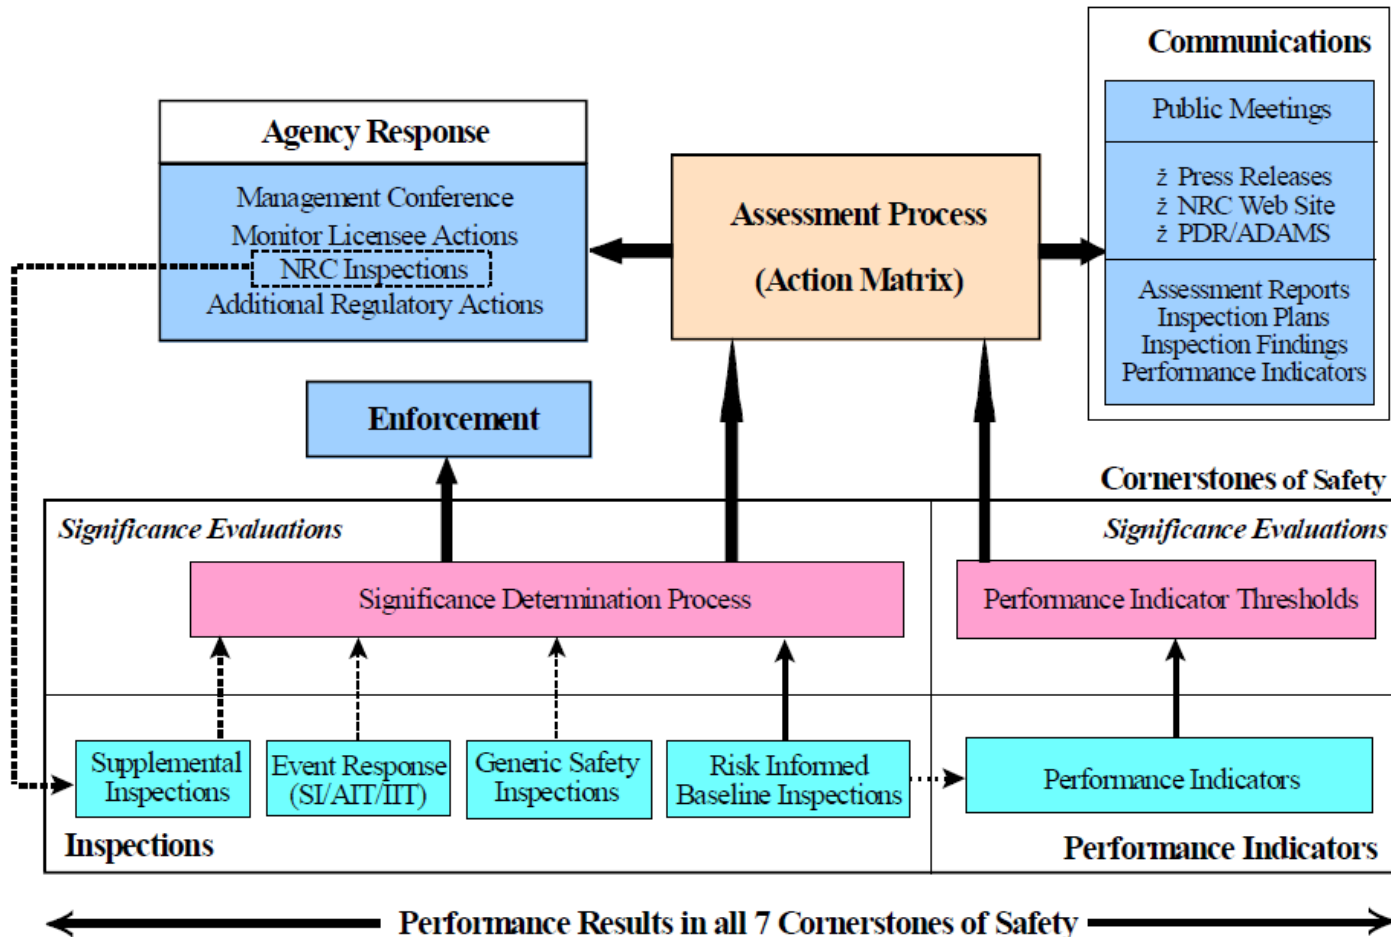 Communications
Public Meetings
ž Press Releases
ž NRC Web Site
ž PDR/ADAMS
Assessment Reports
Inspection Plans
Inspection Findings
Performance Indicators
Agency Response
Management Conference
Monitor Licensee Actions
NRC Inspections
Additional Regulatory Actions
Assessment Process
(Action Matrix)
Enforcement
Cornerstones of Safety
Significance Evaluations
Significance Evaluations
Significance Determination Process
Performance Indicator Thresholds
Supplemental
Inspections
Event Response
(SI/AIT/IIT)
Generic Safety
Inspections
Risk Informed
Baseline Inspections
Performance Indicators
Inspections
Performance Indicators
Performance Results in all 7 Cornerstones of Safety